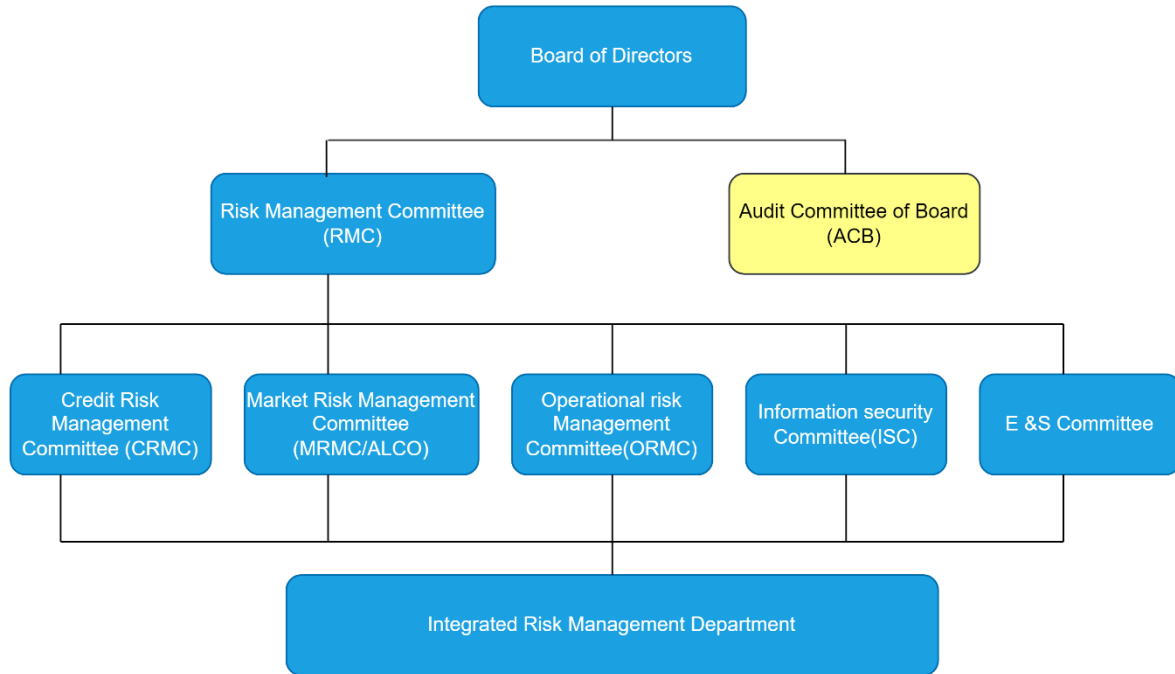 Board of Directors
Risk Management Committee
(RMC)
Audit Committee of Board
(ACB)
Credit Risk
Management
Committee (CRMC)
Market Risk Management
Committee
(MRMC/ALCO)
Operational risk
Management
Committee(ORMC)
Information security
Committee(ISC)
E &S Committee
Integrated Risk Management Department